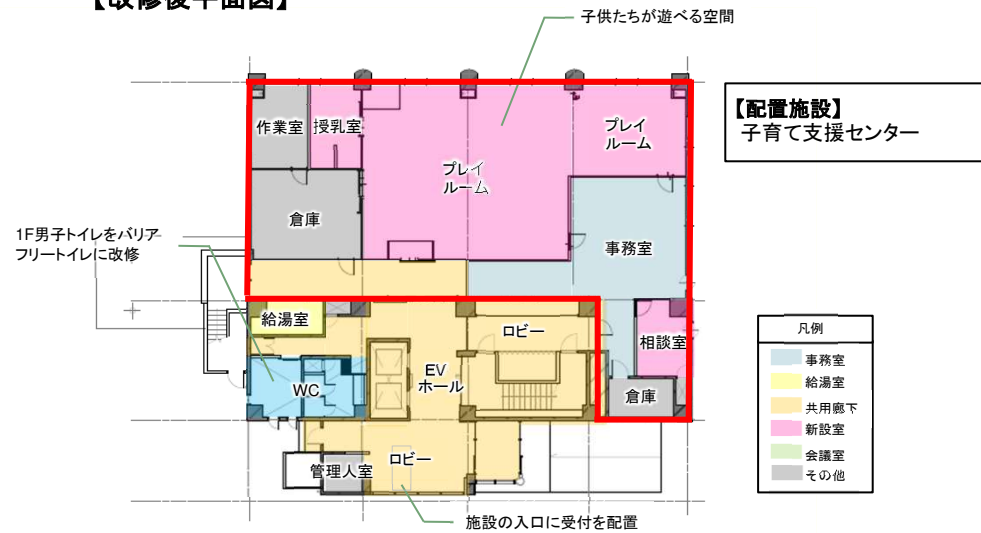 【改修後平面図】
子供たちが遊べる空間
【配置施設】
子育て支援センター
作業室
授乳室
プレイ
ルーム
プレイ
ルーム
倉庫
事務室
1F男子トイレをバリア
フリートイレに改修
給湯室
ロビー
相談室
EV
ホール
WC
倉庫
管理人室
ロビー
施設の入口に受付を配置
凡例
事務室
給湯室
共用廊下
新設室
会議室
その他